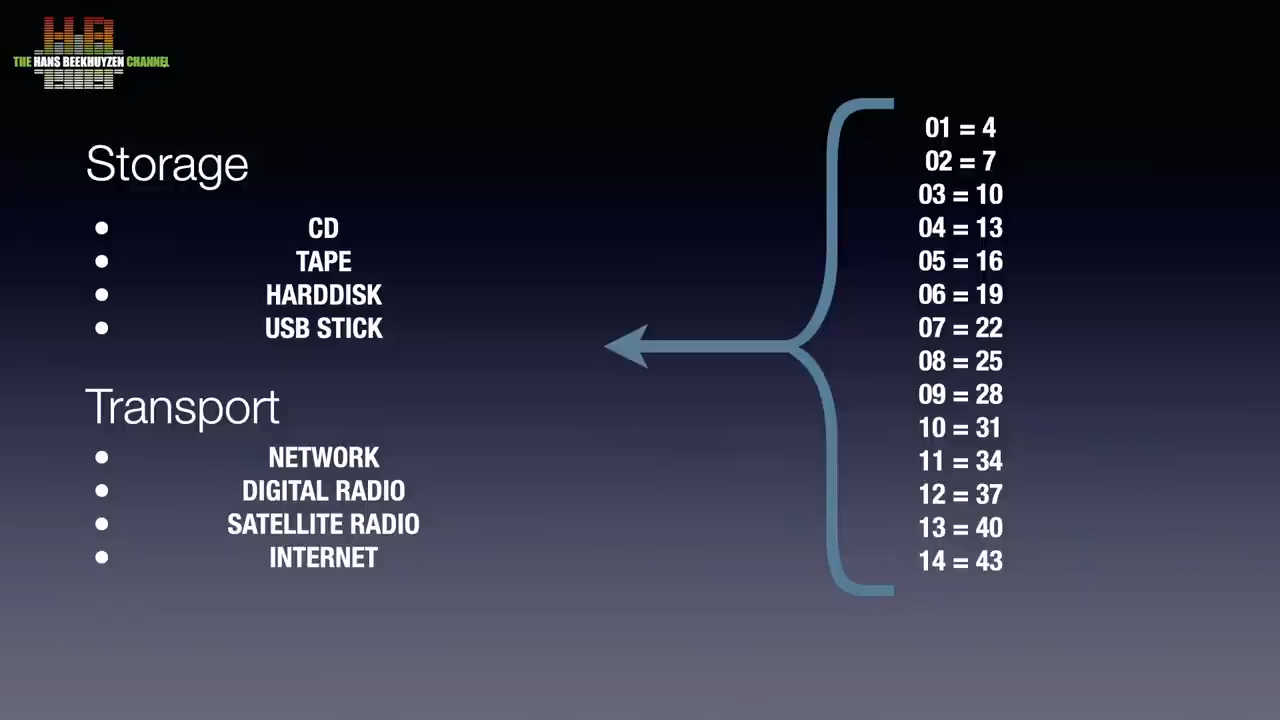 HB
THE HANS BEEKHUYZEN CHANNEL
Storage
• CD
• TAPE
• HARDDISK
• USB STICK
Transport
• NETWORK
• DIGITAL RADIO
• SATELLITE RADIO
• INTERNET
01 = 4
02 = 7
03 = 10
04 = 13
05 = 16
06 = 19
07 = 22
08 = 25
09 = 28
10 = 31
11 = 34
12 = 37
13 = 40
14 = 43